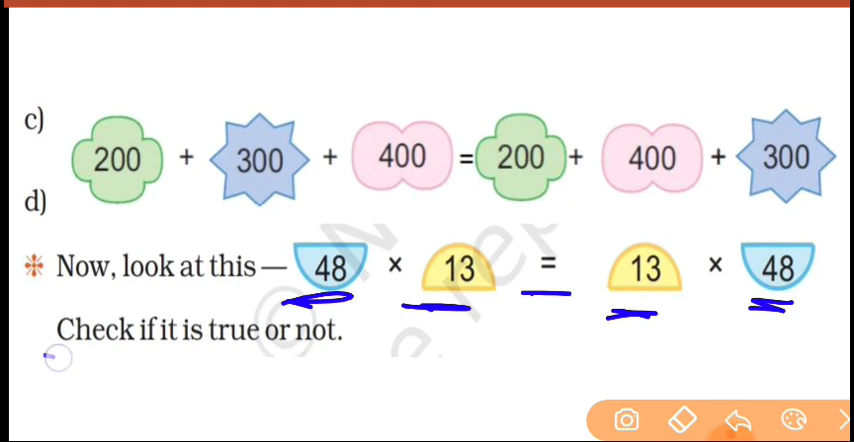 c)
200 + 300 + 400 = 200 + 400 + 300
d)
❉ Now, look at this — 48 × 13 = 13 × 48
Check if it is true or not.